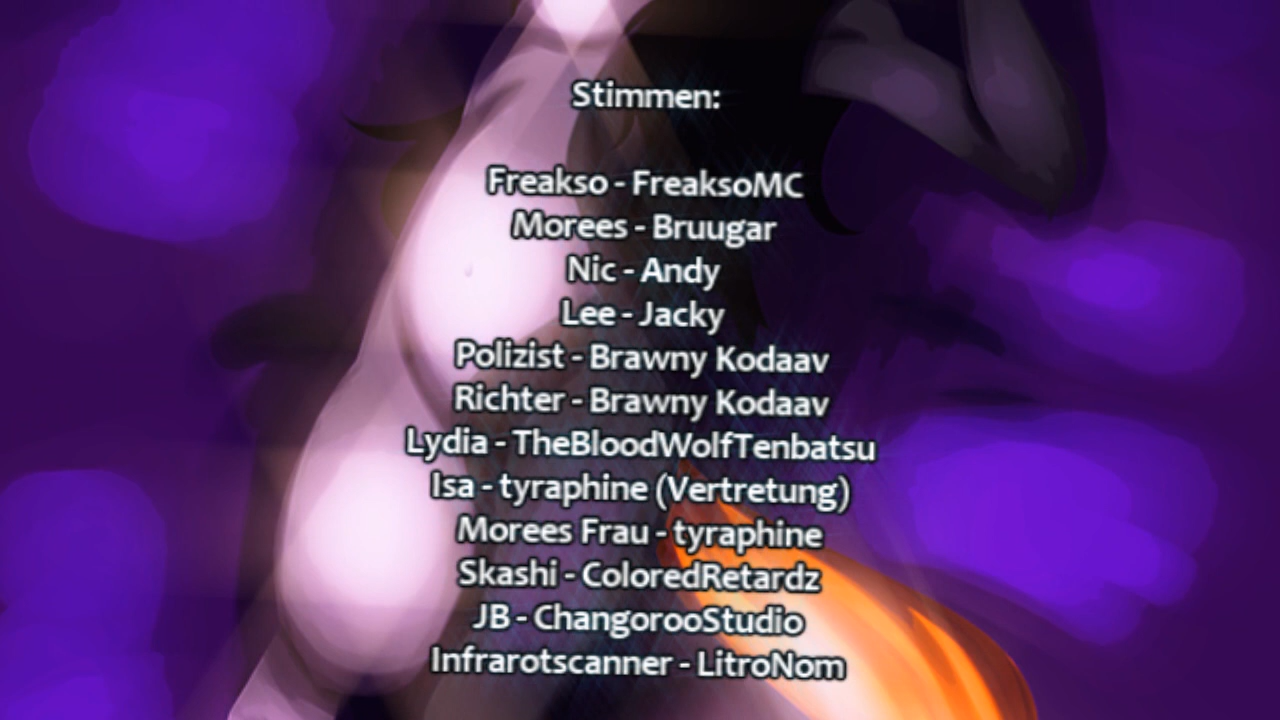 Stimmen:
Freakso - FreaksoMC
Morees - Bruugar
Nic - Andy
Lee - Jacky
Polizist - Brawny Kodaav
Richter - Brawny Kodaav
Lydia - TheBloodWolfTenbatsu
Isa - tyraphine (Vertretung)
Morees Frau - tyraphine
Skashi - ColoredRetardz
JB - ChangorooStudio
Infrarotscanner - LitroNom